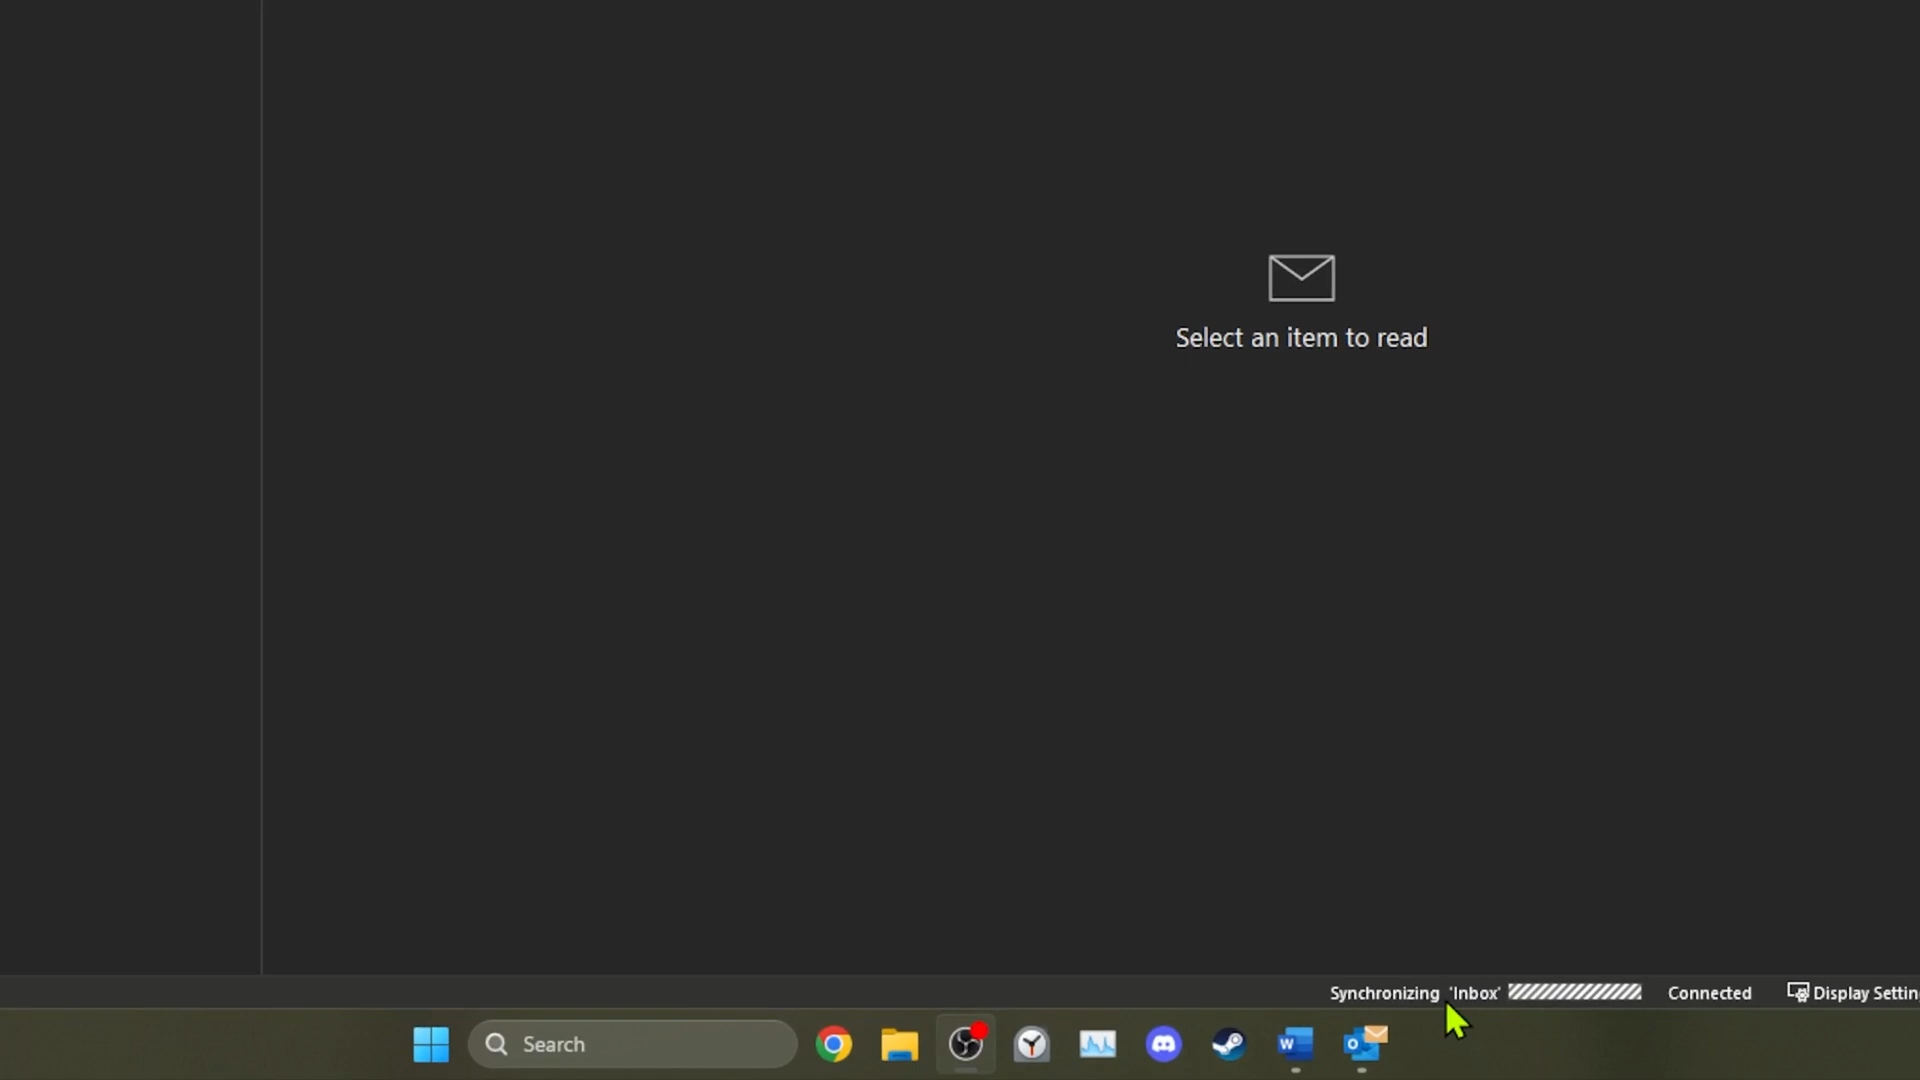 Select an item to read
Synchronizing 'Inbox' Connected Display Settin
Search